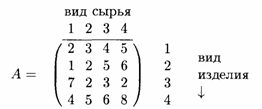 вид сырья
1 2 3 4
2 3 4 5 1
A = 1 2 5 6 2 вид
7 2 3 2 3 изделия
4 5 6 8 4 ↓